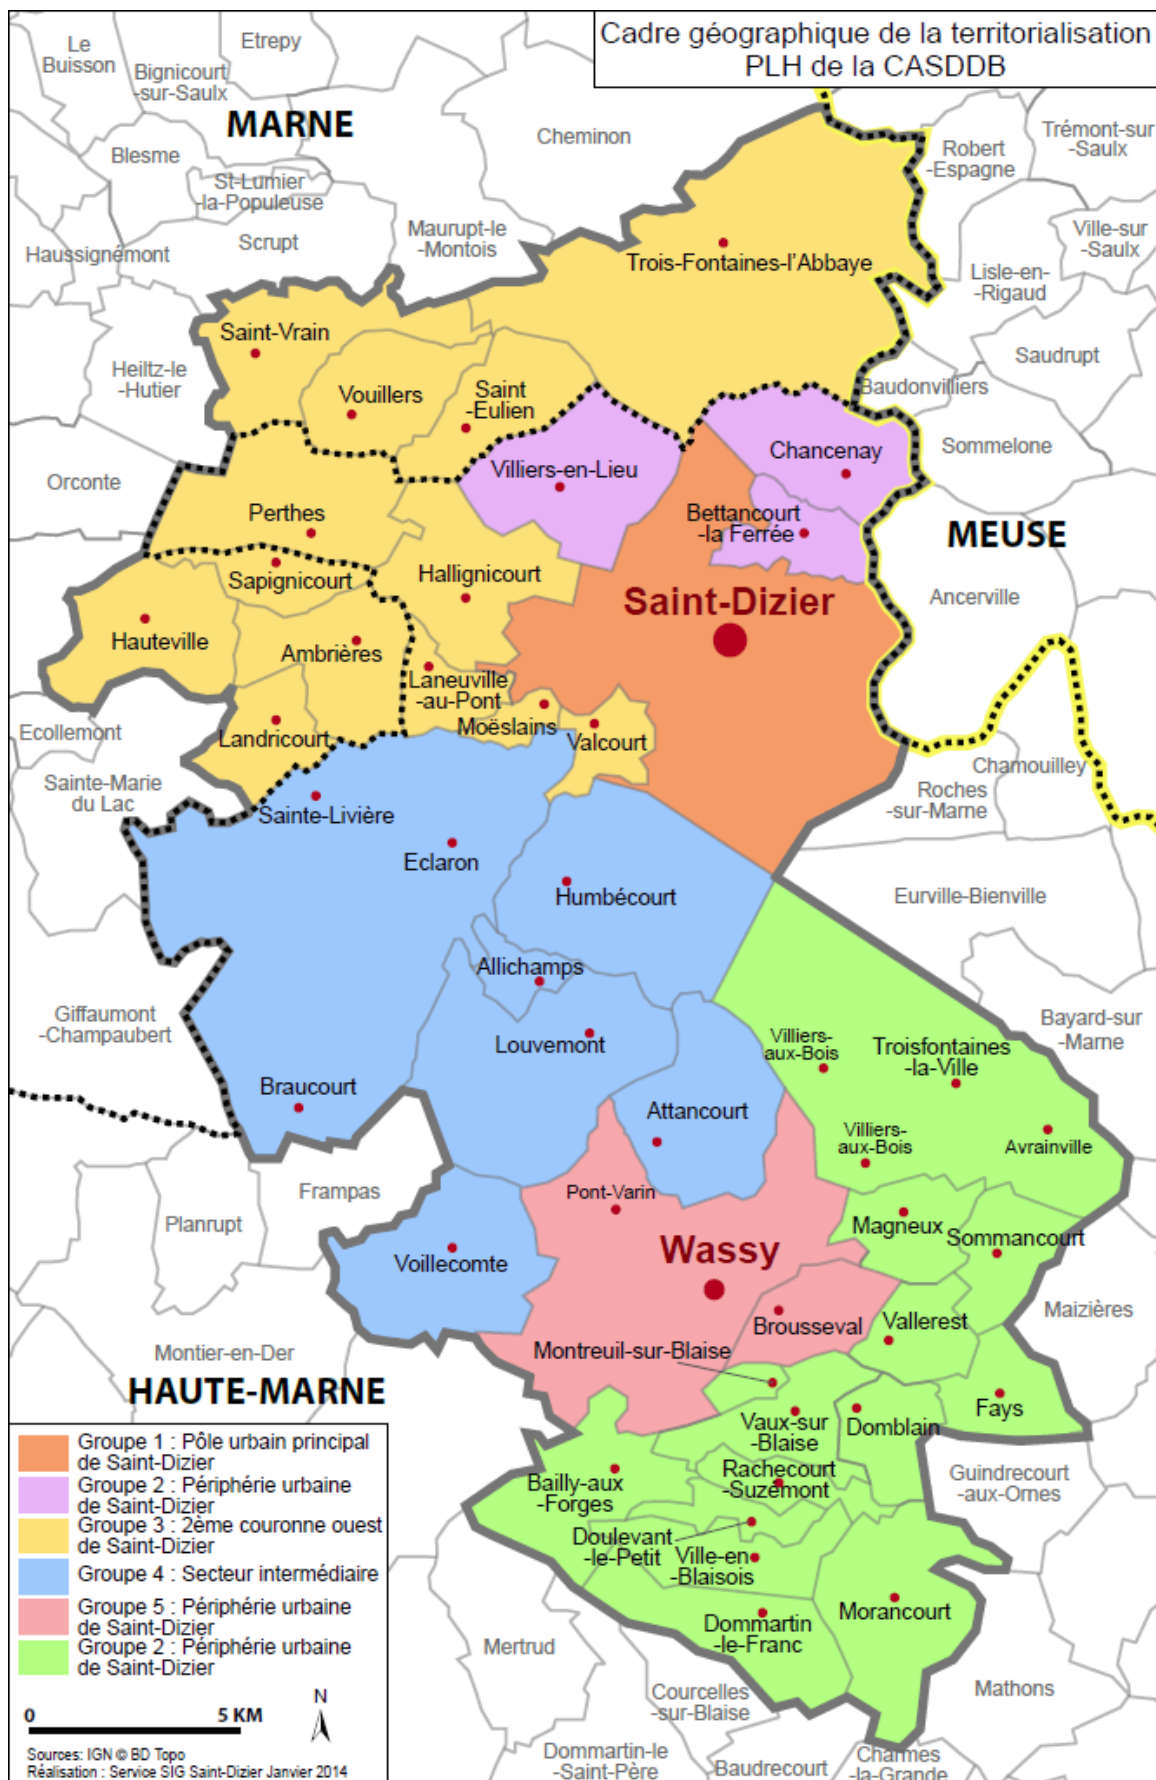 Cadre géographique de la territorialisation
PLH de la CASDDB
Le
Buisson
Etrepy
Bignicourt
-sur-Saulx
MARNE
Cheminon
Trémont-sur
-Saulx
Robert
-Espagne
Blesme
St-Lumier
-la-Populeuse
Scrupt
Maurupt-le
-Montois
Haussignémont
Ville-sur
-Saulx
Trois-Fontaines-l'Abbaye
Lisle-en-
-Rigaud
Saint-Vrain
Heiltz-le
-Hutier
Saudrupt
Vouillers
Saint
-Eulien
Baudonvilliers
Sommelone
Chancenay
Villiers-en-Lieu
Orconte
Perthes
Bettancourt
-la Ferrée
MEUSE
Sapignicourt
Hallignicourt
Saint-Dizier
Ancerville
Hauteville
Ambrières
Laneuville
-au-Pont
Moëslains
Valcourt
Ecollemont
Landricourt
Sainte-Marie
du Lac
Chamouilley
Roches
-sur-Marne
Sainte-Livière
Eclaron
Humbécourt
Eurville-Bienville
Allichamps
Giffaumont
-Champaubert
Bayard-sur
-Marne
Louvemont
Villiers-
aux-Bois
Troisfontaines
-la-Ville
Braucourt
Attancourt
Villiers-
aux-Bois
Avrainville
Frampas
Pont-Varin
Planrupt
Magneux
Sommancourt
Voillecomte
Wassy
Maizières
Brousseval
Vallerest
Montier-en-Der
Montreuil-sur-Blaise
HAUTE-MARNE
Fays
Vaux-sur
-Blaise
Domblain
Groupe 1 : Pôle urbain principal
de Saint-Dizier
Groupe 2 : Périphérie urbaine
de Saint-Dizier
Groupe 3 : 2ème couronne ouest
de Saint-Dizier
Groupe 4 : Secteur intermédiaire
Groupe 5 : Périphérie urbaine
de Saint-Dizier
Groupe 2 : Périphérie urbaine
de Saint-Dizier
Bailly-aux
-Forges
Rachecourt
-Suzémont
Guindrecourt
-aux-Ornes
Doulevant
-le-Petit
Ville-en
-Blaisois
Dommartin
-le-Franc
Morancourt
Mertrud
Mathons
Courcelles
-sur-Blaise
Dommartin-le
-Saint-Père
Baudrecourt
Charmes
-la-Grande
N
0
5 KM
Sources: IGN © BD Topo
Réalisation : Service SIG Saint-Dizier Janvier 2014